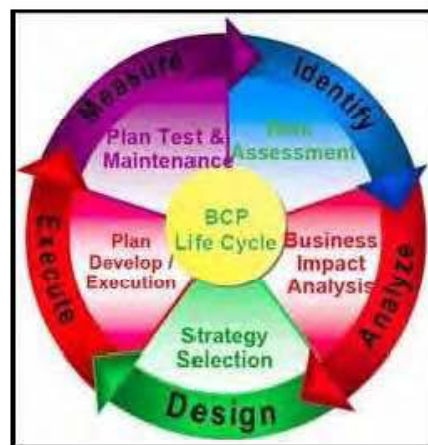 Measure
Identify
Plan Test &
Maintenance
Risk
Assessment
BCP
Life Cycle
Execute
Plan
Develop /
Execution
Business
Impact
Analysis
Analyze
Strategy
Selection
Design